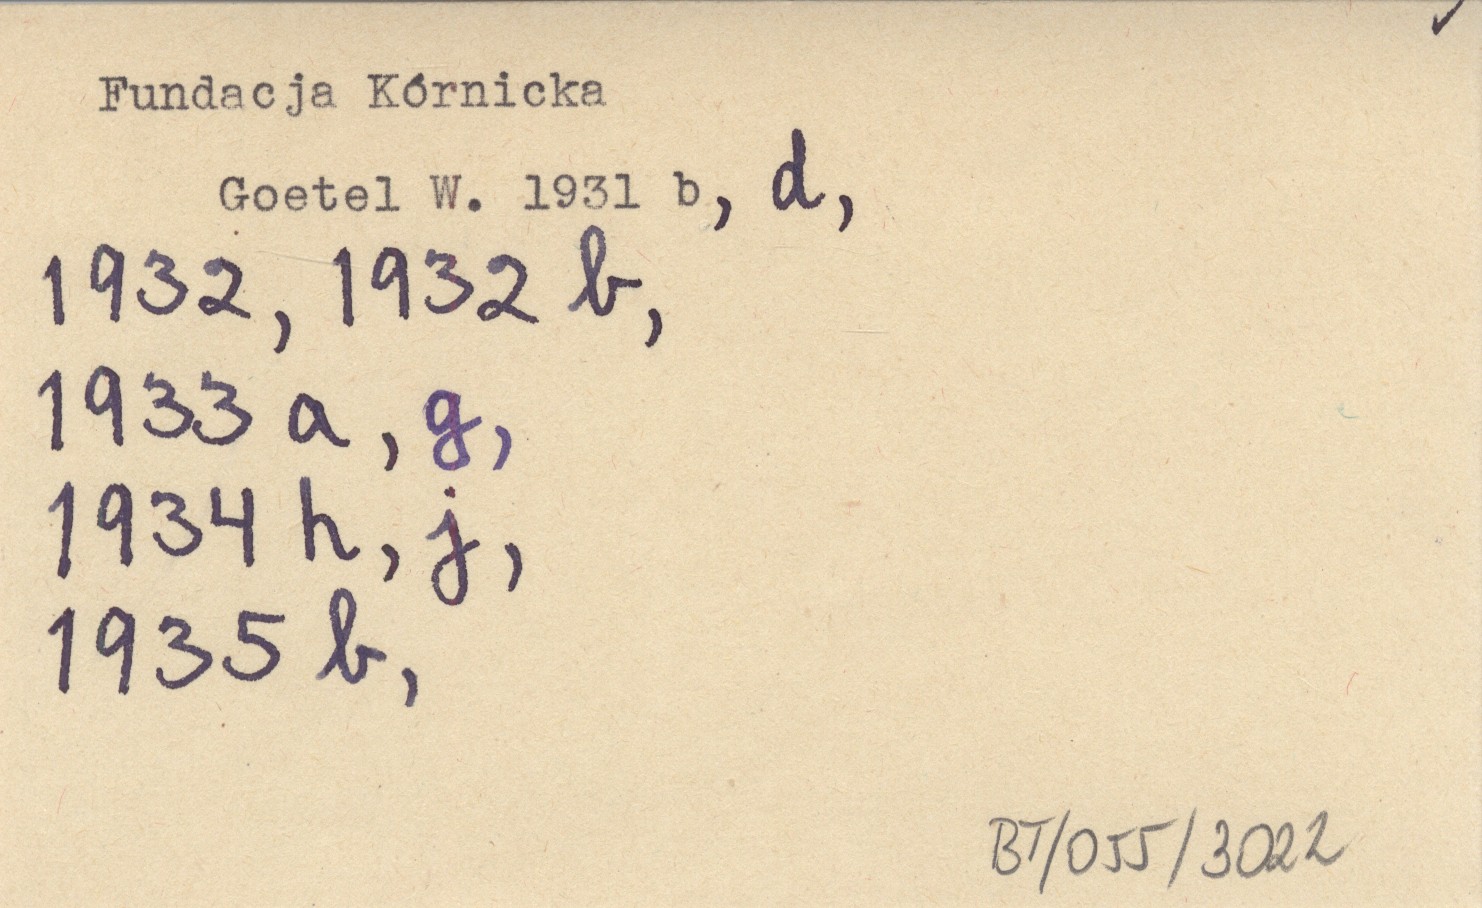 Fundacja Kórnicka
Goetel W. 1931 b, d,
1932, 1932 b,
1933 a, g,
1934 h, j,
1935 b,
BT/055/3022